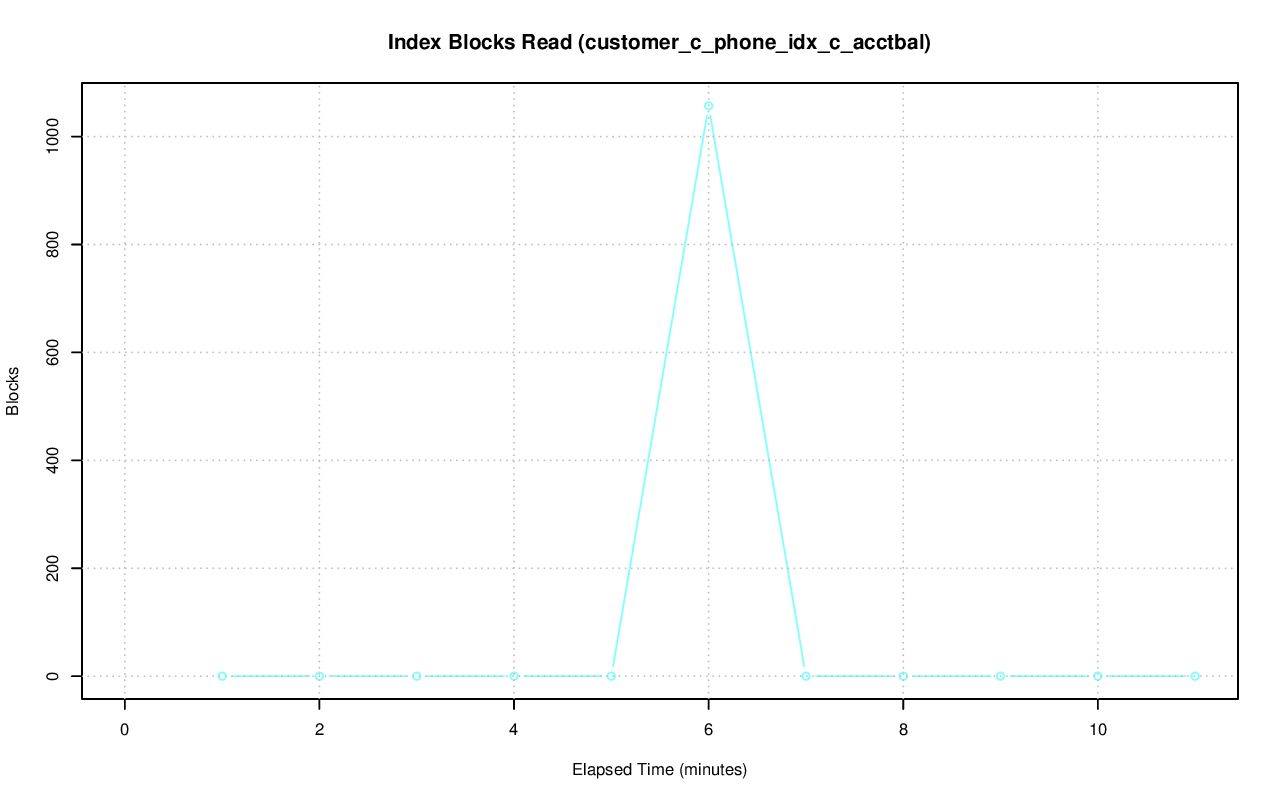 Index Blocks Read (customer_c_phone_idx_c_acctbal)
Blocks
1000
800
600
400
200
0
0 2 4 6 8 10
Elapsed Time (minutes)